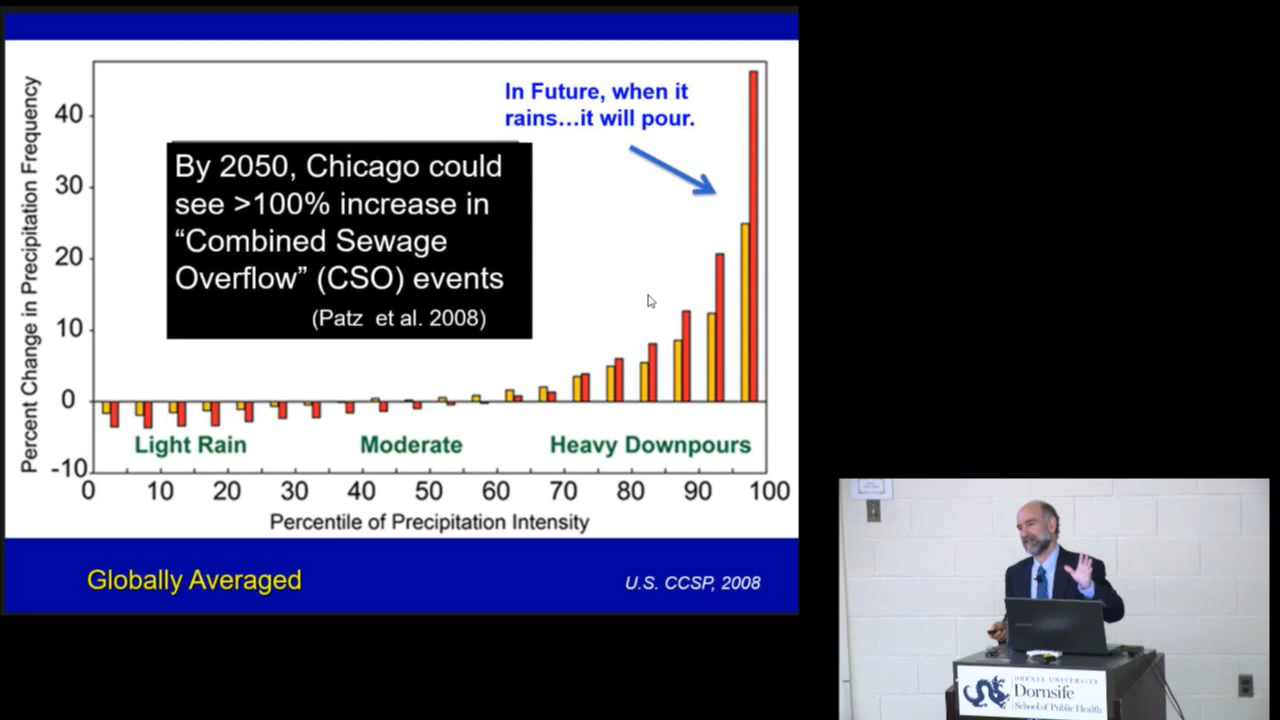 Percent Change in Precipitation Frequency
40
30
20
10
0
-10
In Future, when it
rains…it will pour.
By 2050, Chicago could
see >100% increase in
“Combined Sewage
Overflow” (CSO) events
(Patz et al. 2008)
Light Rain
Moderate
Heavy Downpours
0 10 20 30 40 50 60 70 80 90 100
Percentile of Precipitation Intensity
Globally Averaged
U.S. CCSP, 2008
DREXEL UNIVERSITY
Dornsife
School of Public Health